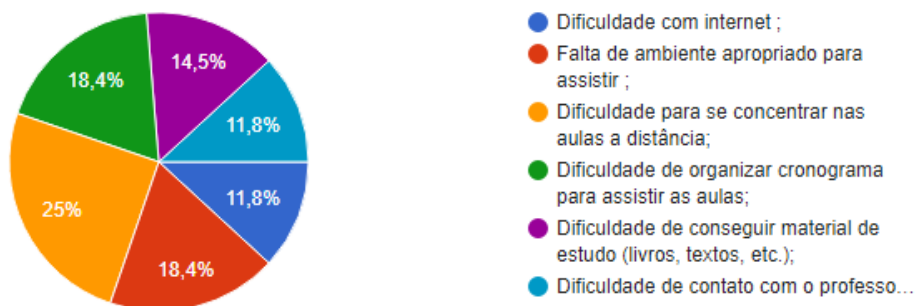 18,4%
14,5%
11,8%
11,8%
25%
18,4%
Dificuldade com internet ;
Falta de ambiente apropriado para
assistir ;
Dificuldade para se concentrar nas
aulas a distância;
Dificuldade de organizar cronograma
para assistir as aulas;
Dificuldade de conseguir material de
estudo (livros, textos, etc.);
Dificuldade de contato com o professo…